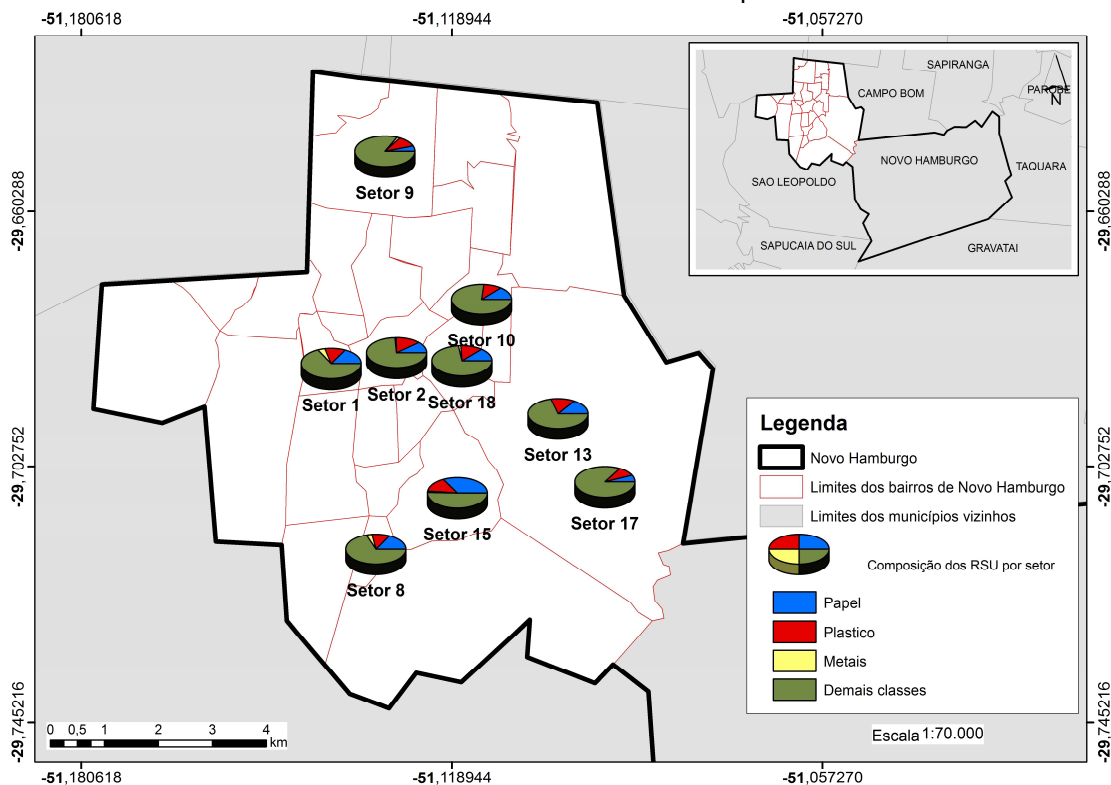 -51,180618
-51,118944
-51,057270
-29,660288
-29,660288
SAPIRANGA
CAMPO BOM
PAROBE
N
NOVO HAMBURGO
TAQUARA
SAO LEOPOLDO
SAPUCAIA DO SUL
GRAVATAI
Setor 9
Setor 10
Setor 1
Setor 2
Setor 18
Setor 13
Setor 17
Setor 15
Setor 8
-29,702752
-29,702752
Legenda
Novo Hamburgo
Limites dos bairros de Novo Hamburgo
Limites dos municípios vizinhos
Composição dos RSU por setor
Papel
Plastico
Metais
Demais classes
-29,745216
-29,745216
0 0,5 1 2 3 4
km
Escala 1:70.000
-51,180618
-51,118944
-51,057270